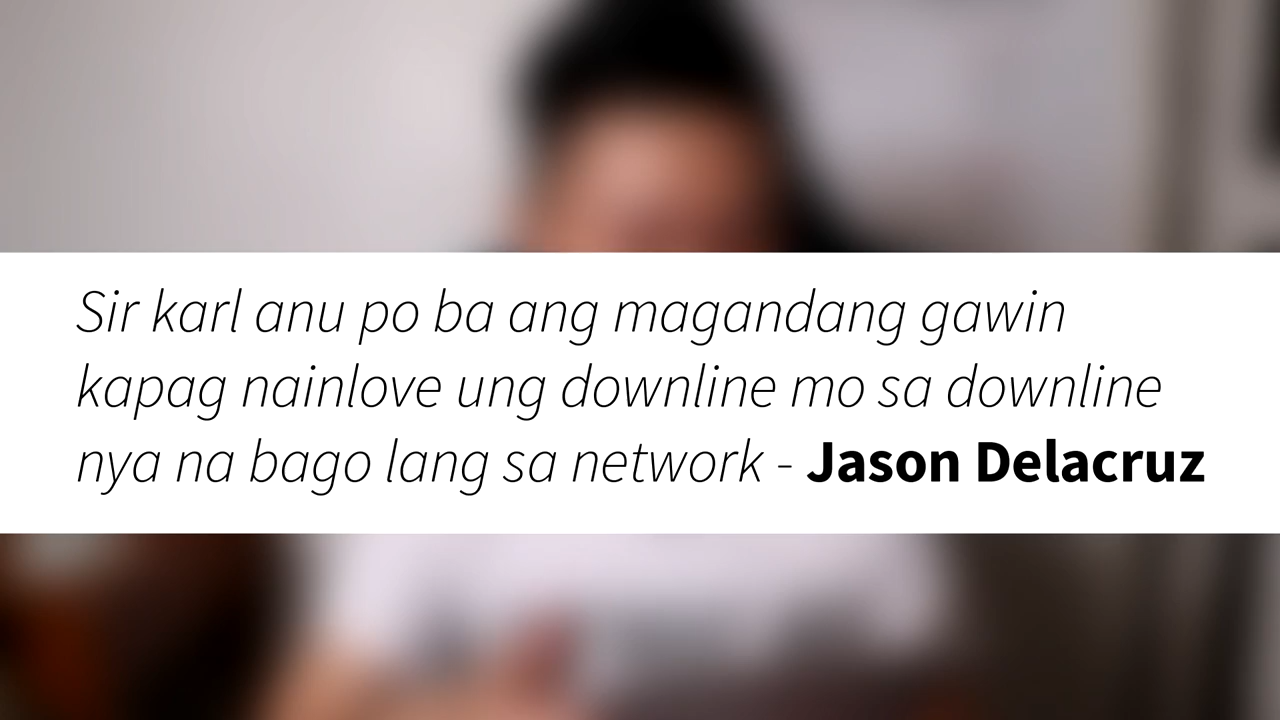 Sir karl anu po ba ang magandang gawin
kapag nainlove ung downline mo sa downline
nya na bago lang sa network - Jason Delacruz